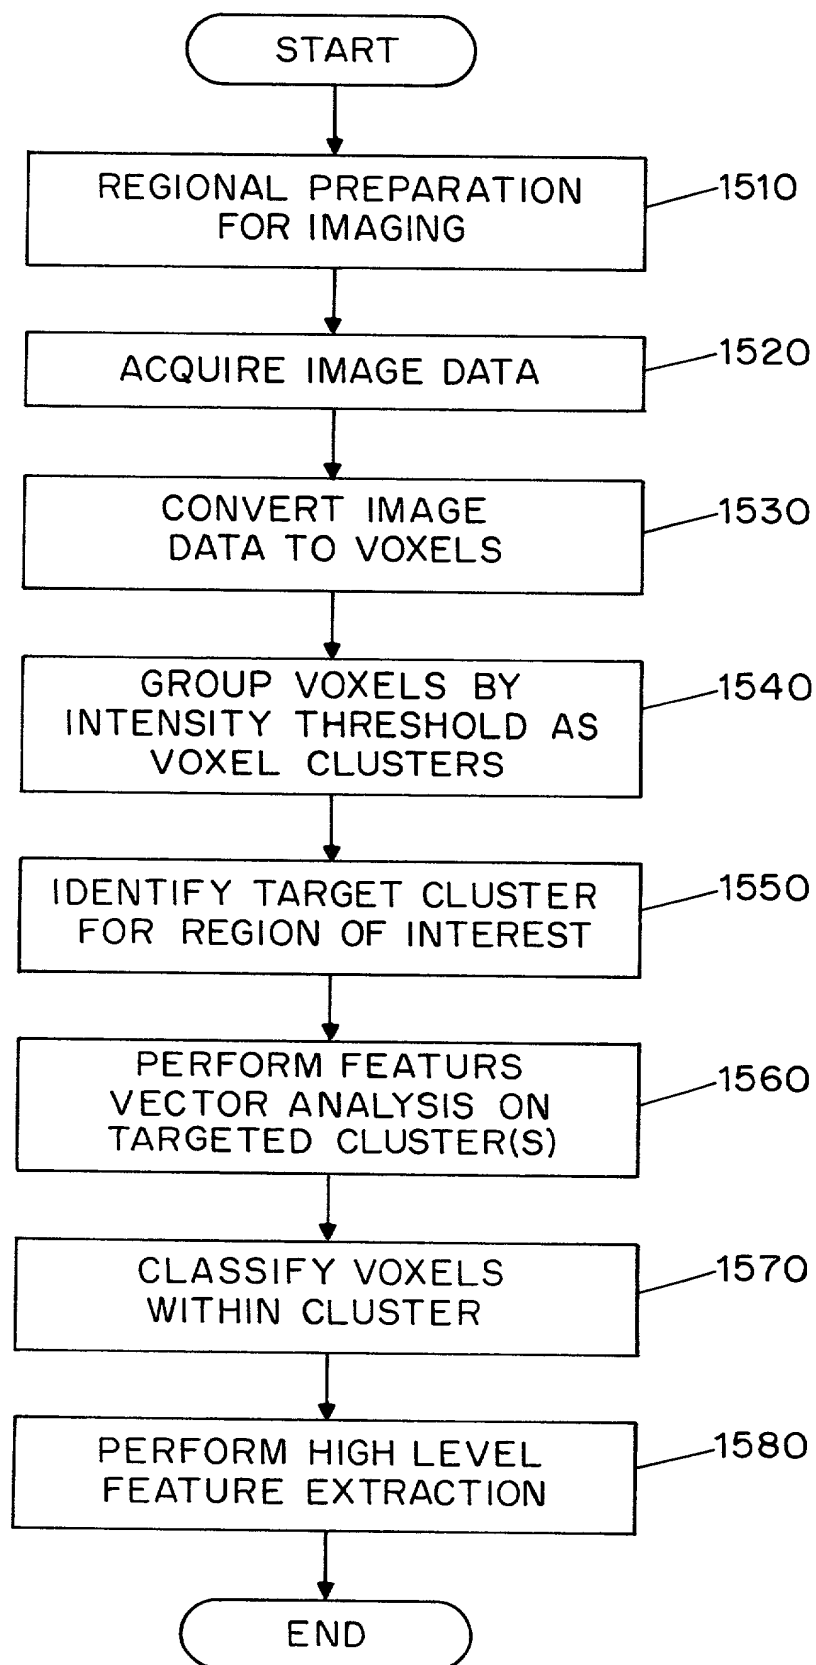 START
REGIONAL PREPARATION
FOR IMAGING
1510
ACQUIRE IMAGE DATA
1520
CONVERT IMAGE
DATA TO VOXELS
1530
GROUP VOXELS BY
INTENSITY THRESHOLD AS
VOXEL CLUSTERS
1540
IDENTIFY TARGET CLUSTER
FOR REGION OF INTEREST
1550
PERFORM FEATURS
VECTOR ANALYSIS ON
TARGETED CLUSTER(S)
1560
CLASSIFY VOXELS
WITHIN CLUSTER
1570
PERFORM HIGH LEVEL
FEATURE EXTRACTION
1580
END